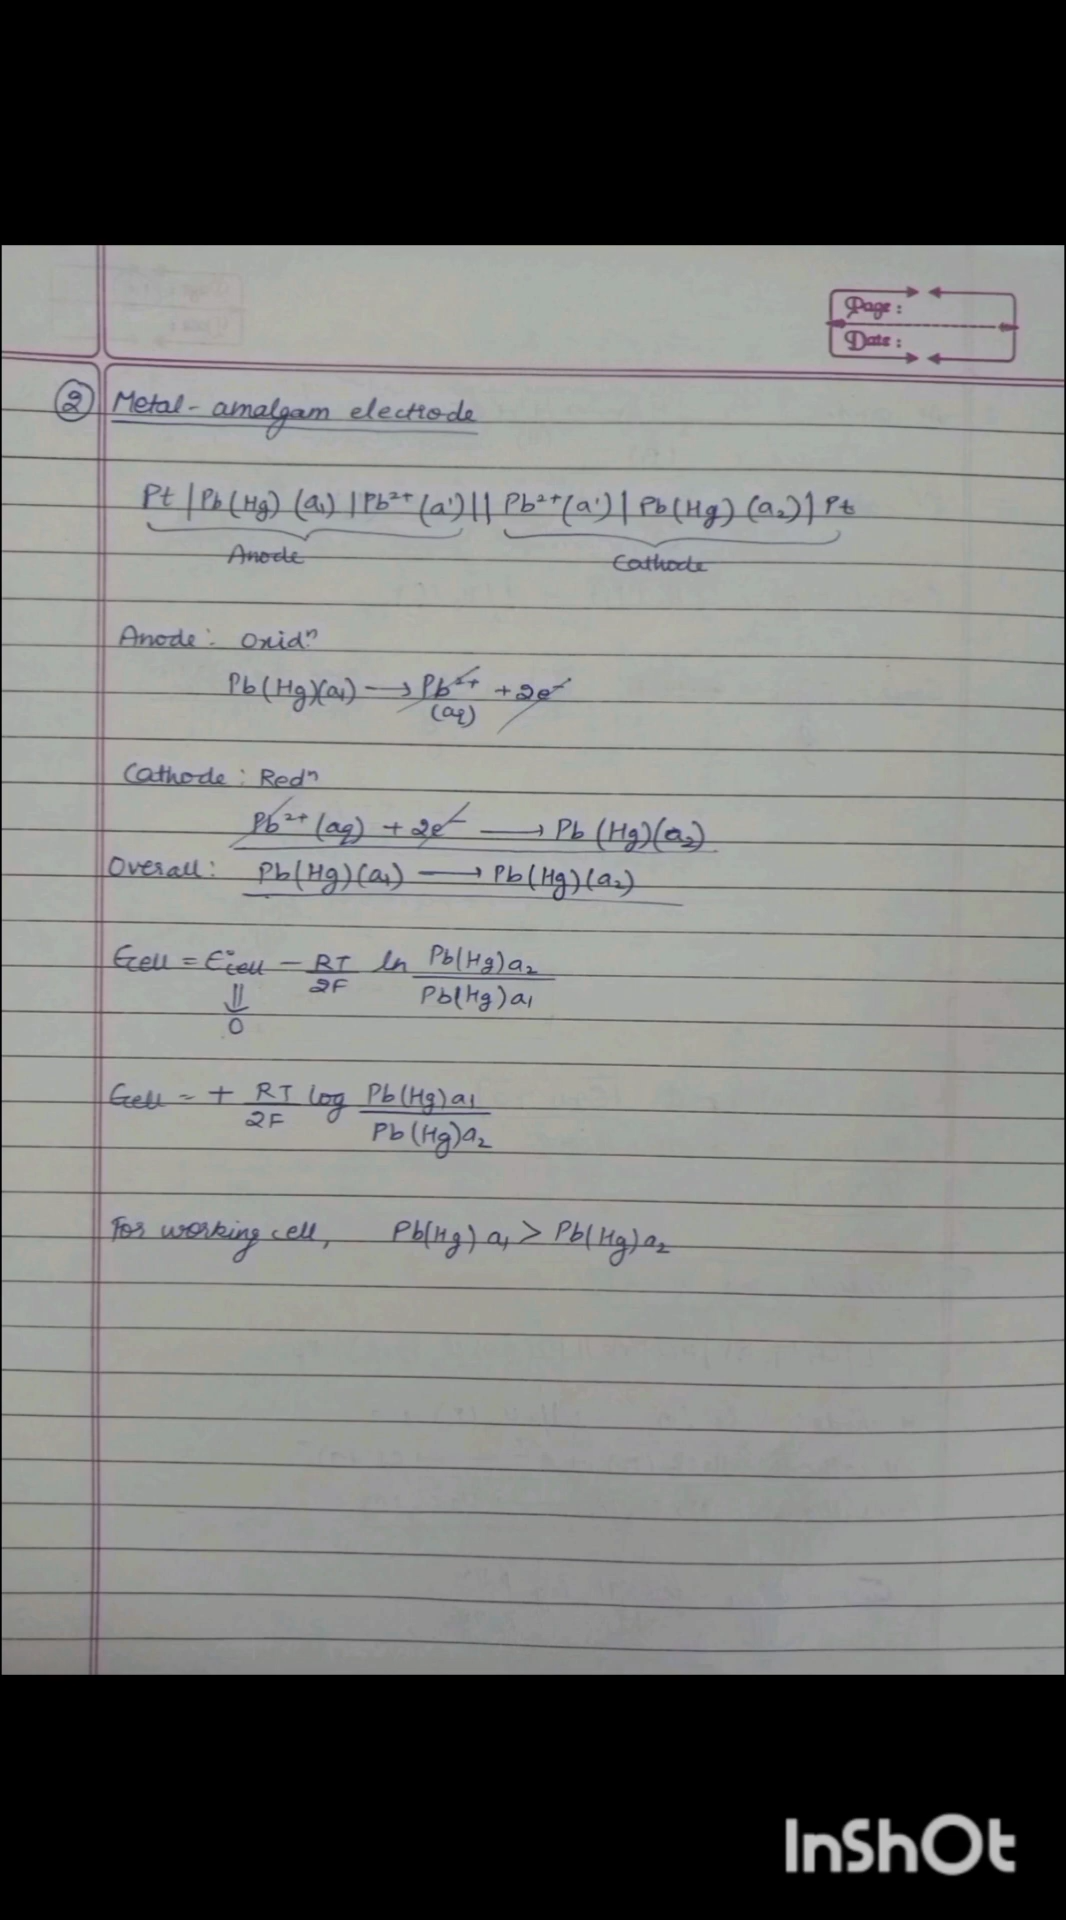 Page :
Date :
② Metal-amalgam electrode
Pt | Pb(Hg) (a₁) | Pb²⁺ (a') || Pb²⁺ (a') | Pb(Hg) (a₂) | Pt
Anode Cathode
Anode : Oxidⁿ
Pb(Hg)(a₁) ⟶ Pb²⁺ + 2e⁻
(aq)
Cathode : Redⁿ
Pb²⁺ (aq) + 2e⁻ ⟶ Pb (Hg)(a₂)
Overall : Pb(Hg)(a₁) ⟶ Pb(Hg)(a₂)
Ecell = E°cell - RT/2F ln Pb(Hg)a₂/Pb(Hg)a₁
⇓
0
Ecell = + RT/2F log Pb(Hg)a₁/Pb(Hg)a₂
For working cell, Pb(Hg) a₁ > Pb(Hg)a₂
InShOt